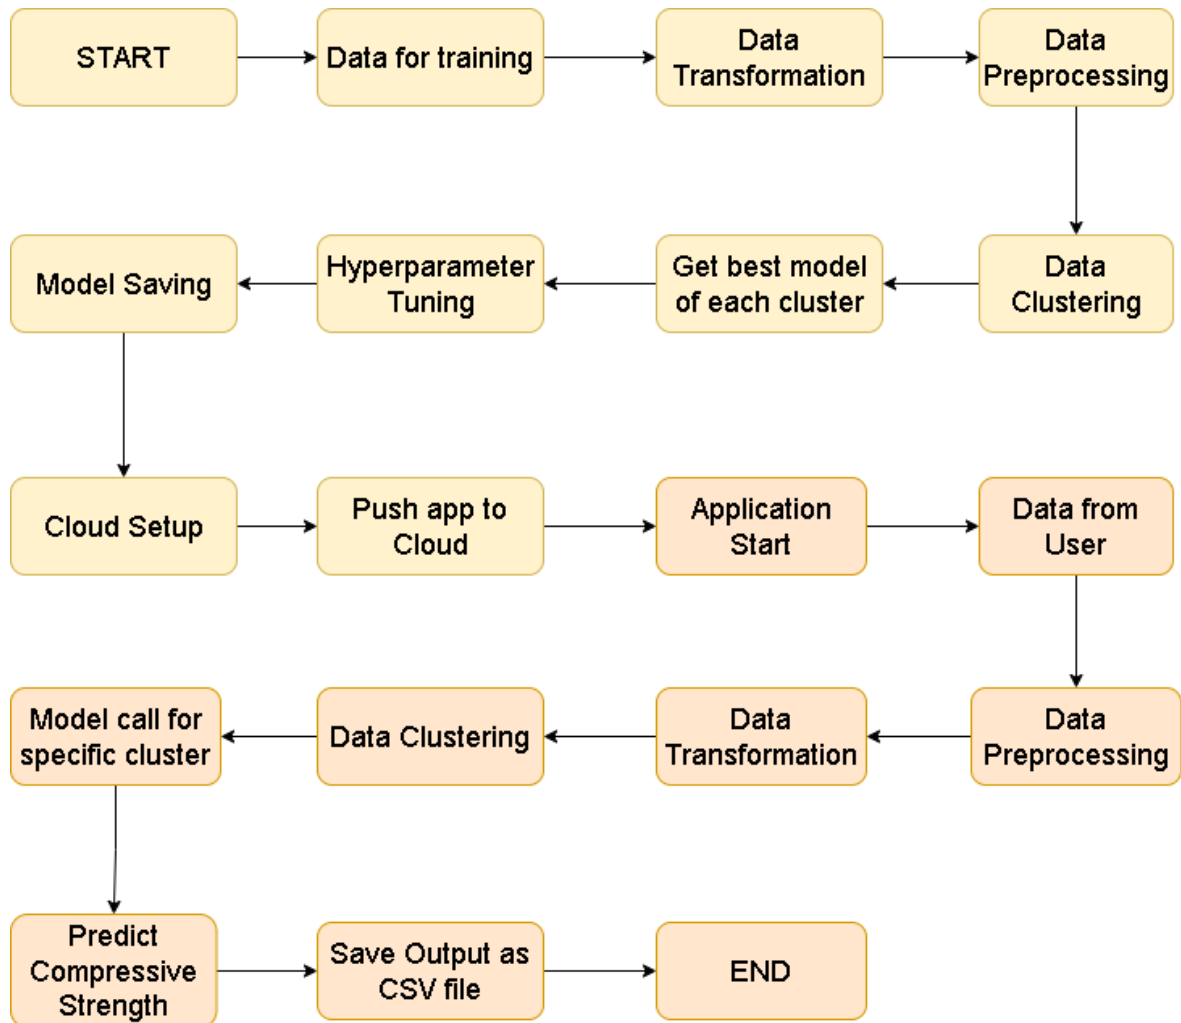 START
Data for training
Data
Transformation
Data
Preprocessing
Data
Clustering
Get best model
of each cluster
Hyperparameter
Tuning
Model Saving
Cloud Setup
Push app to
Cloud
Application
Start
Data from
User
Data
Preprocessing
Data
Transformation
Data Clustering
Model call for
specific cluster
Predict
Compressive
Strength
Save Output as
CSV file
END